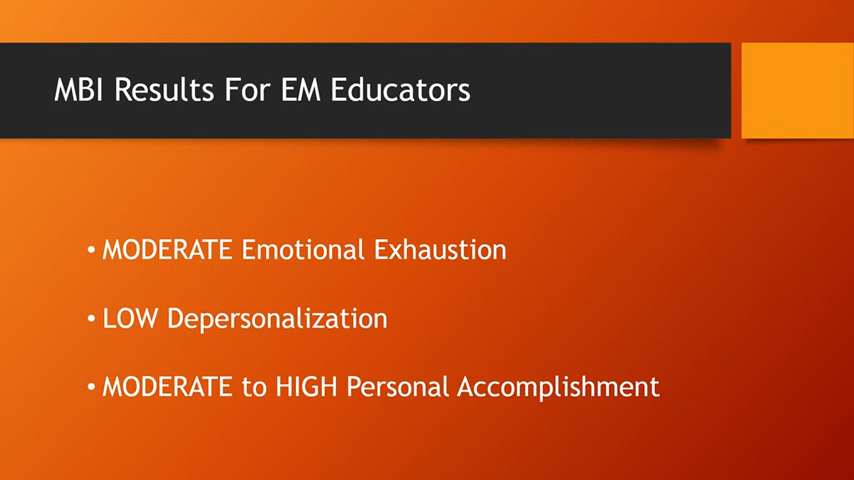 MBI Results For EM Educators
• MODERATE Emotional Exhaustion
• LOW Depersonalization
• MODERATE to HIGH Personal Accomplishment